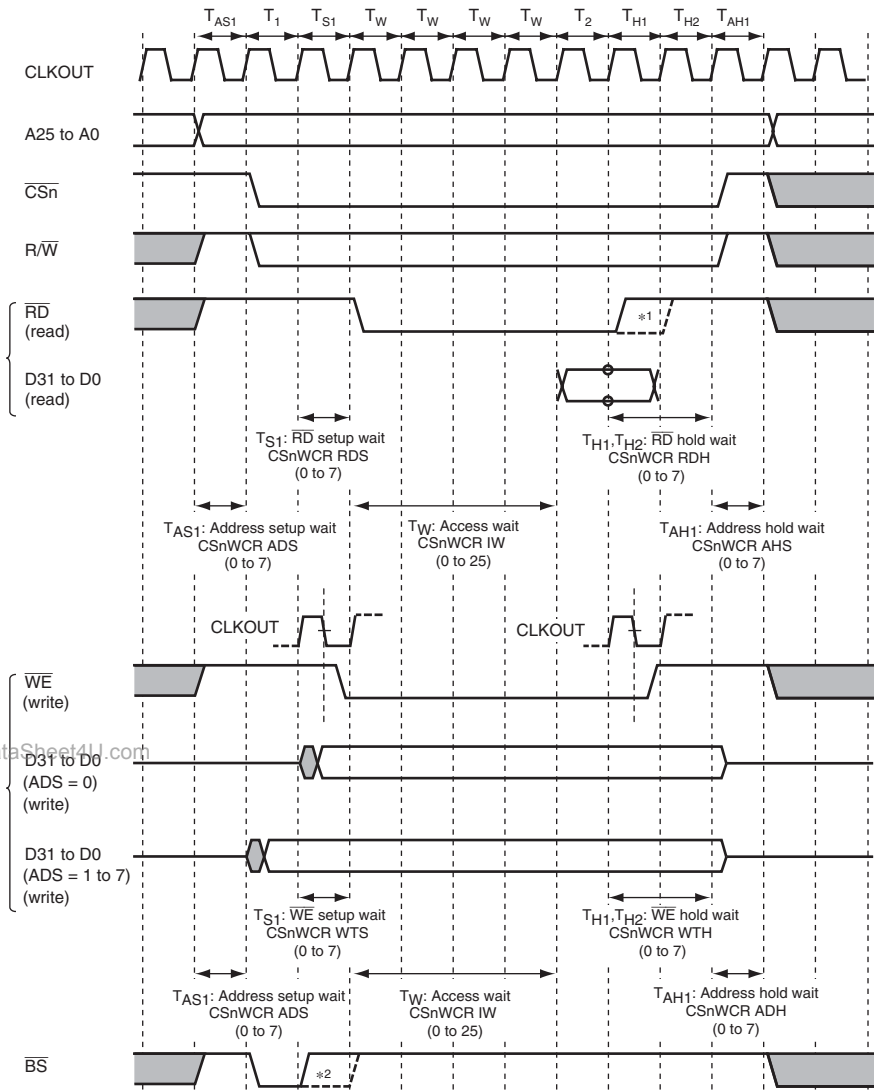 TAS1 T1 TS1 TW TW TW TW T2 TH1 TH2 TAH1
CLKOUT
A25 to A0
CSn
R/W
RD
(read)
*1
D31 to D0
(read)
TS1: RD setup wait
CSnWCR RDS
(0 to 7)
TH1,TH2: RD hold wait
CSnWCR RDH
(0 to 7)
TAS1: Address setup wait
CSnWCR ADS
(0 to 7)
TW: Access wait
CSnWCR IW
(0 to 25)
TAH1: Address hold wait
CSnWCR AHS
(0 to 7)
CLKOUT
CLKOUT
WE
(write)
ataSheet4U.com
D31 to D0
(ADS = 0)
(write)
D31 to D0
(ADS = 1 to 7)
(write)
TS1: WE setup wait
CSnWCR WTS
(0 to 7)
TH1,TH2: WE hold wait
CSnWCR WTH
(0 to 7)
TAS1: Address setup wait
CSnWCR ADS
(0 to 7)
TW: Access wait
CSnWCR IW
(0 to 25)
TAH1: Address hold wait
CSnWCR ADH
(0 to 7)
BS
*2